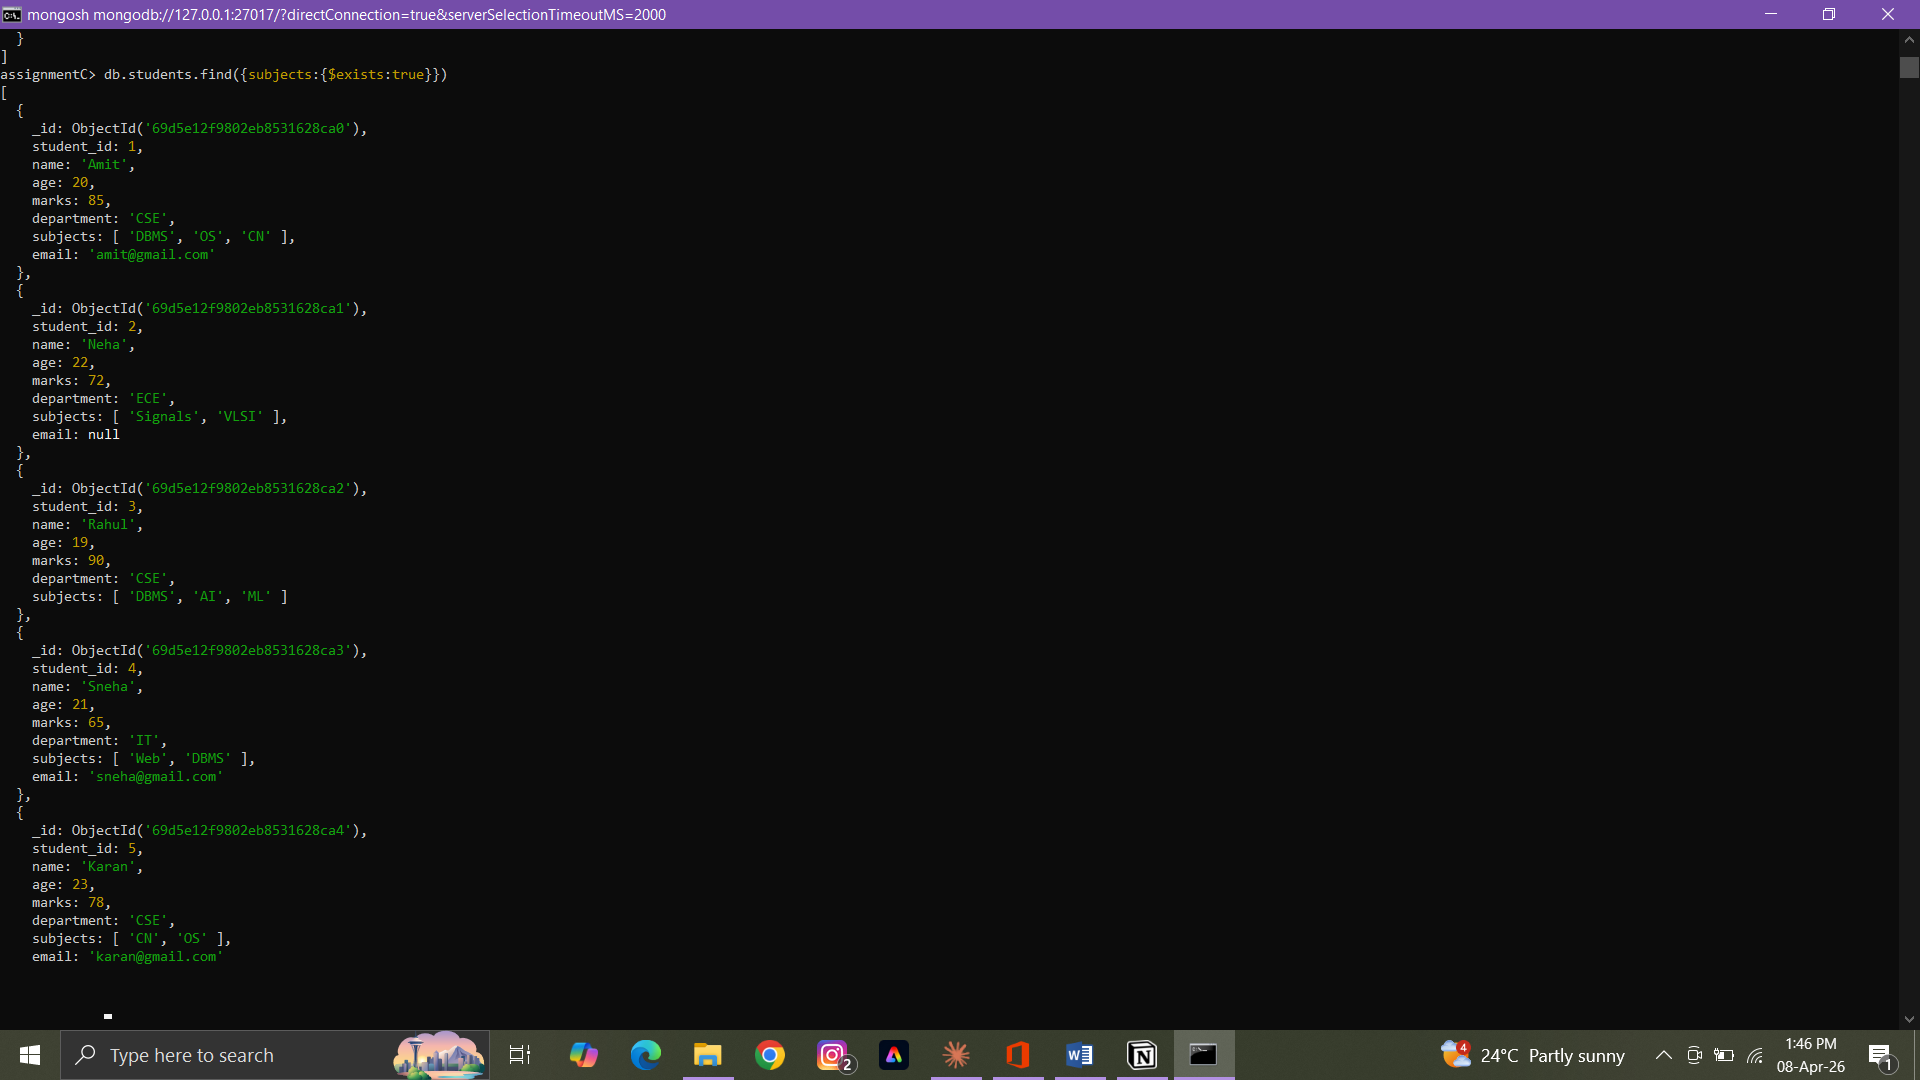 mongosh mongodb://127.0.0.1:27017/?directConnection=true&serverSelectionTimeoutMS=2000
  }
]
assignmentC> db.students.find({subjects:{$exists:true}})
[
  {
    _id: ObjectId('69d5e12f9802eb8531628ca0'),
    student_id: 1,
    name: 'Amit',
    age: 20,
    marks: 85,
    department: 'CSE',
    subjects: [ 'DBMS', 'OS', 'CN' ],
    email: 'amit@gmail.com'
  },
  {
    _id: ObjectId('69d5e12f9802eb8531628ca1'),
    student_id: 2,
    name: 'Neha',
    age: 22,
    marks: 72,
    department: 'ECE',
    subjects: [ 'Signals', 'VLSI' ],
    email: null
  },
  {
    _id: ObjectId('69d5e12f9802eb8531628ca2'),
    student_id: 3,
    name: 'Rahul',
    age: 19,
    marks: 90,
    department: 'CSE',
    subjects: [ 'DBMS', 'AI', 'ML' ]
  },
  {
    _id: ObjectId('69d5e12f9802eb8531628ca3'),
    student_id: 4,
    name: 'Sneha',
    age: 21,
    marks: 65,
    department: 'IT',
    subjects: [ 'Web', 'DBMS' ],
    email: 'sneha@gmail.com'
  },
  {
    _id: ObjectId('69d5e12f9802eb8531628ca4'),
    student_id: 5,
    name: 'Karan',
    age: 23,
    marks: 78,
    department: 'CSE',
    subjects: [ 'CN', 'OS' ],
    email: 'karan@gmail.com'
Type here to search
2
4
24°C Partly sunny
1:46 PM
08-Apr-26
1